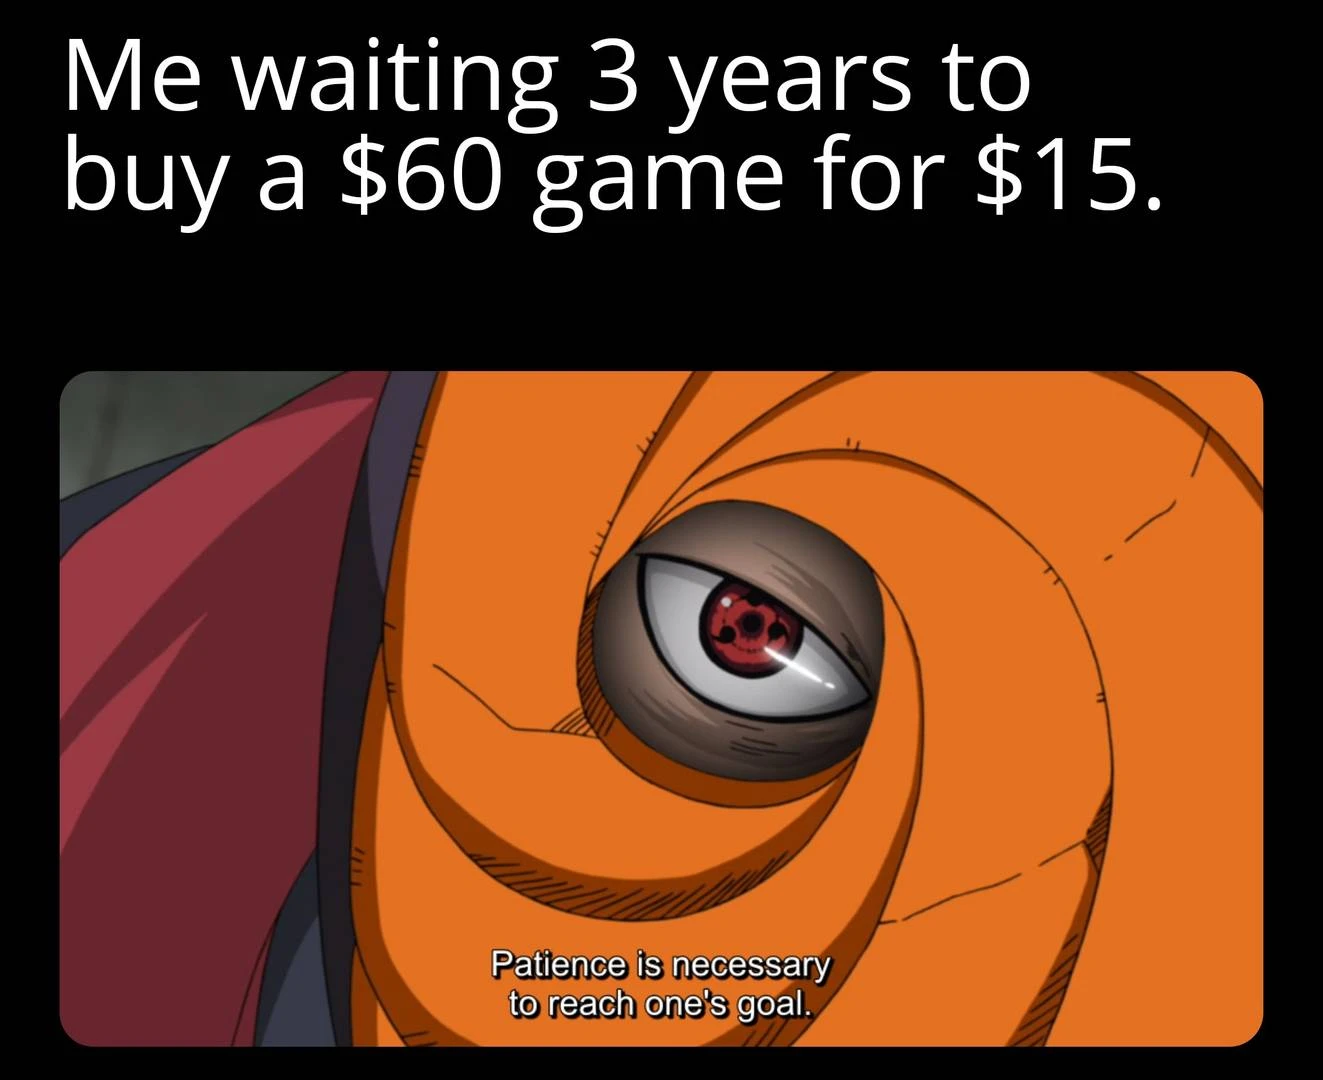 Me waiting 3 years to
buy a $60 game for $15.
Patience is necessary
to reach one's goal.